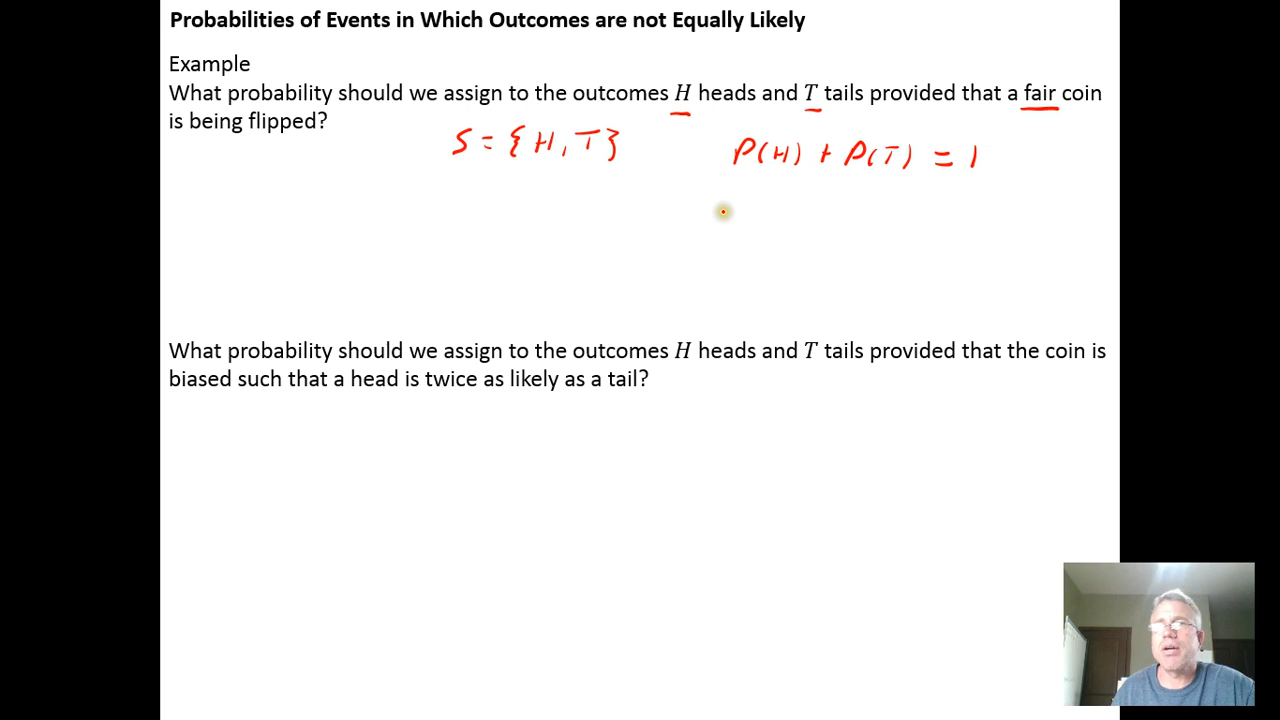 Probabilities of Events in Which Outcomes are not Equally Likely
Example
What probability should we assign to the outcomes H heads and T tails provided that a fair coin
is being flipped?
S = {H, T}
P(H) + P(T) = 1
What probability should we assign to the outcomes H heads and T tails provided that the coin is
biased such that a head is twice as likely as a tail?